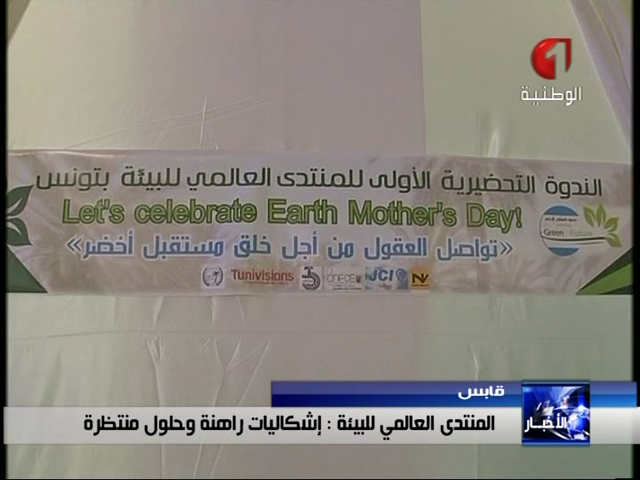 1
الوطنية
الندوة التحضيرية الأولى للمنتدى العالمي للبيئة بتونس
Let's celebrate Earth Mother's Day!
«تواصل العقول من أجل خلق مستقبل أخضر»
Green Future
Tunivisions
JCI
قابس
المنتدى العالمي للبيئة : إشكاليات راهنة وحلول منتظرة
الأخبار